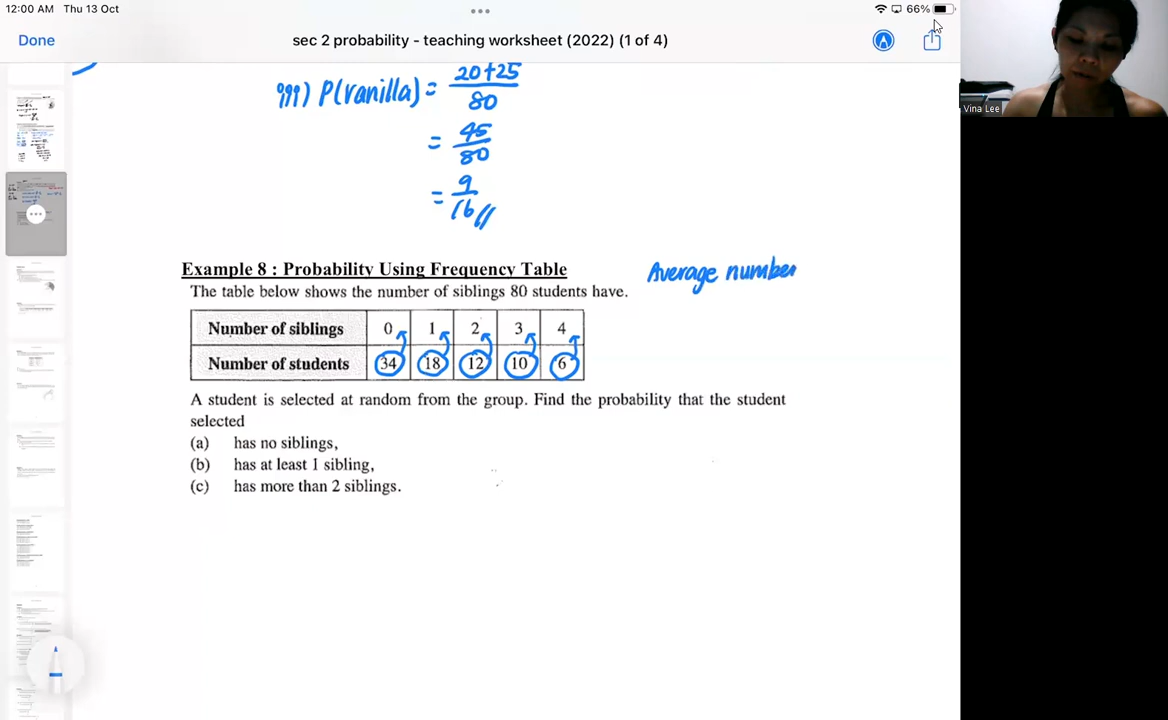 12:00 AM Thu 13 Oct
66%
Done
sec 2 probability - teaching worksheet (2022) (1 of 4)
Vina Lee
iii) P(vanilla) = 20+25
80
= 45
80
= 9
16
Example 8 : Probability Using Frequency Table
Average number
The table below shows the number of siblings 80 students have.
Number of siblings 0 1 2 3 4
Number of students 34 18 12 10 6
A student is selected at random from the group. Find the probability that the student
selected
(a) has no siblings,
(b) has at least 1 sibling,
(c) has more than 2 siblings.